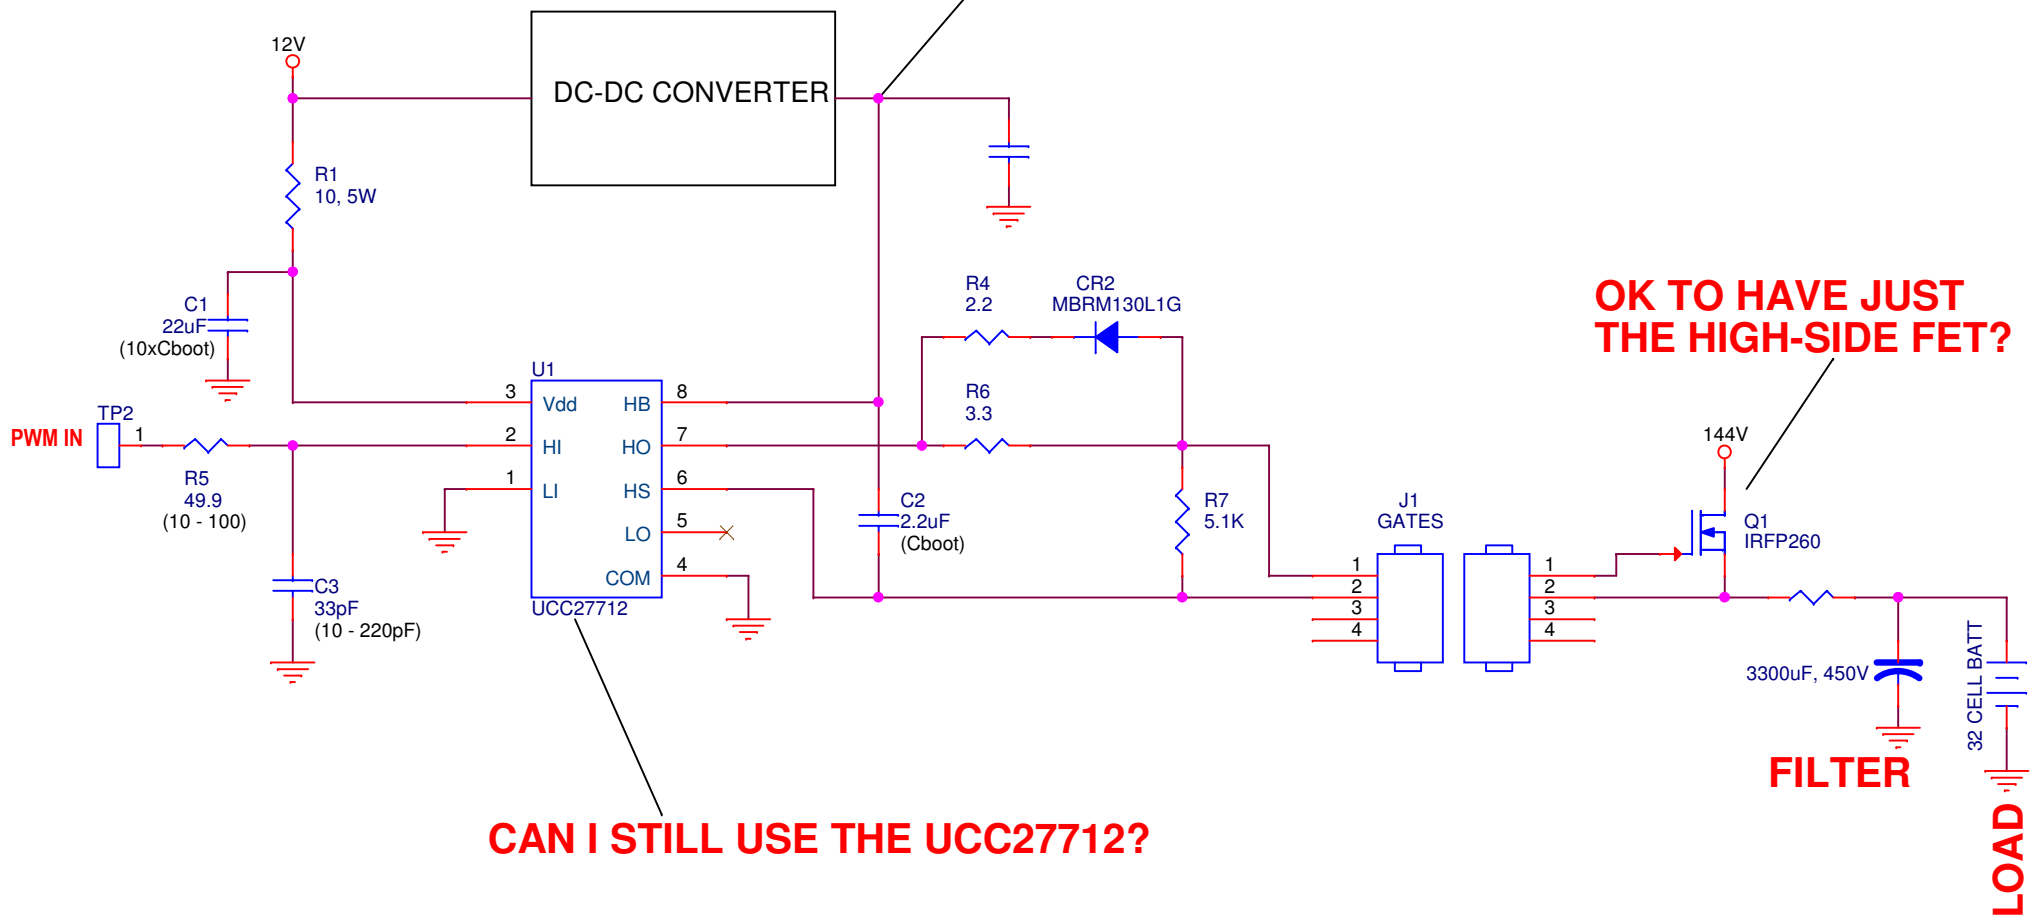 12V
DC-DC CONVERTER
R1
10, 5W
C1
22uF
(10xCboot)
R4
2.2
CR2
MBRM130L1G
OK TO HAVE JUST
THE HIGH-SIDE FET?
U1
3
Vdd
HB
8
R6
3.3
TP2
PWM IN
1
2
HI
HO
7
144V
R5
49.9
(10 - 100)
1
LI
HS
6
C2
2.2uF
(Cboot)
R7
5.1K
J1
GATES
Q1
IRFP260
LO
5
COM
4
1
2
3
4
1
2
3
4
C3
33pF
(10 - 220pF)
UCC27712
3300uF, 450V
32 CELL BATT
FILTER
LOAD
CAN I STILL USE THE UCC27712?